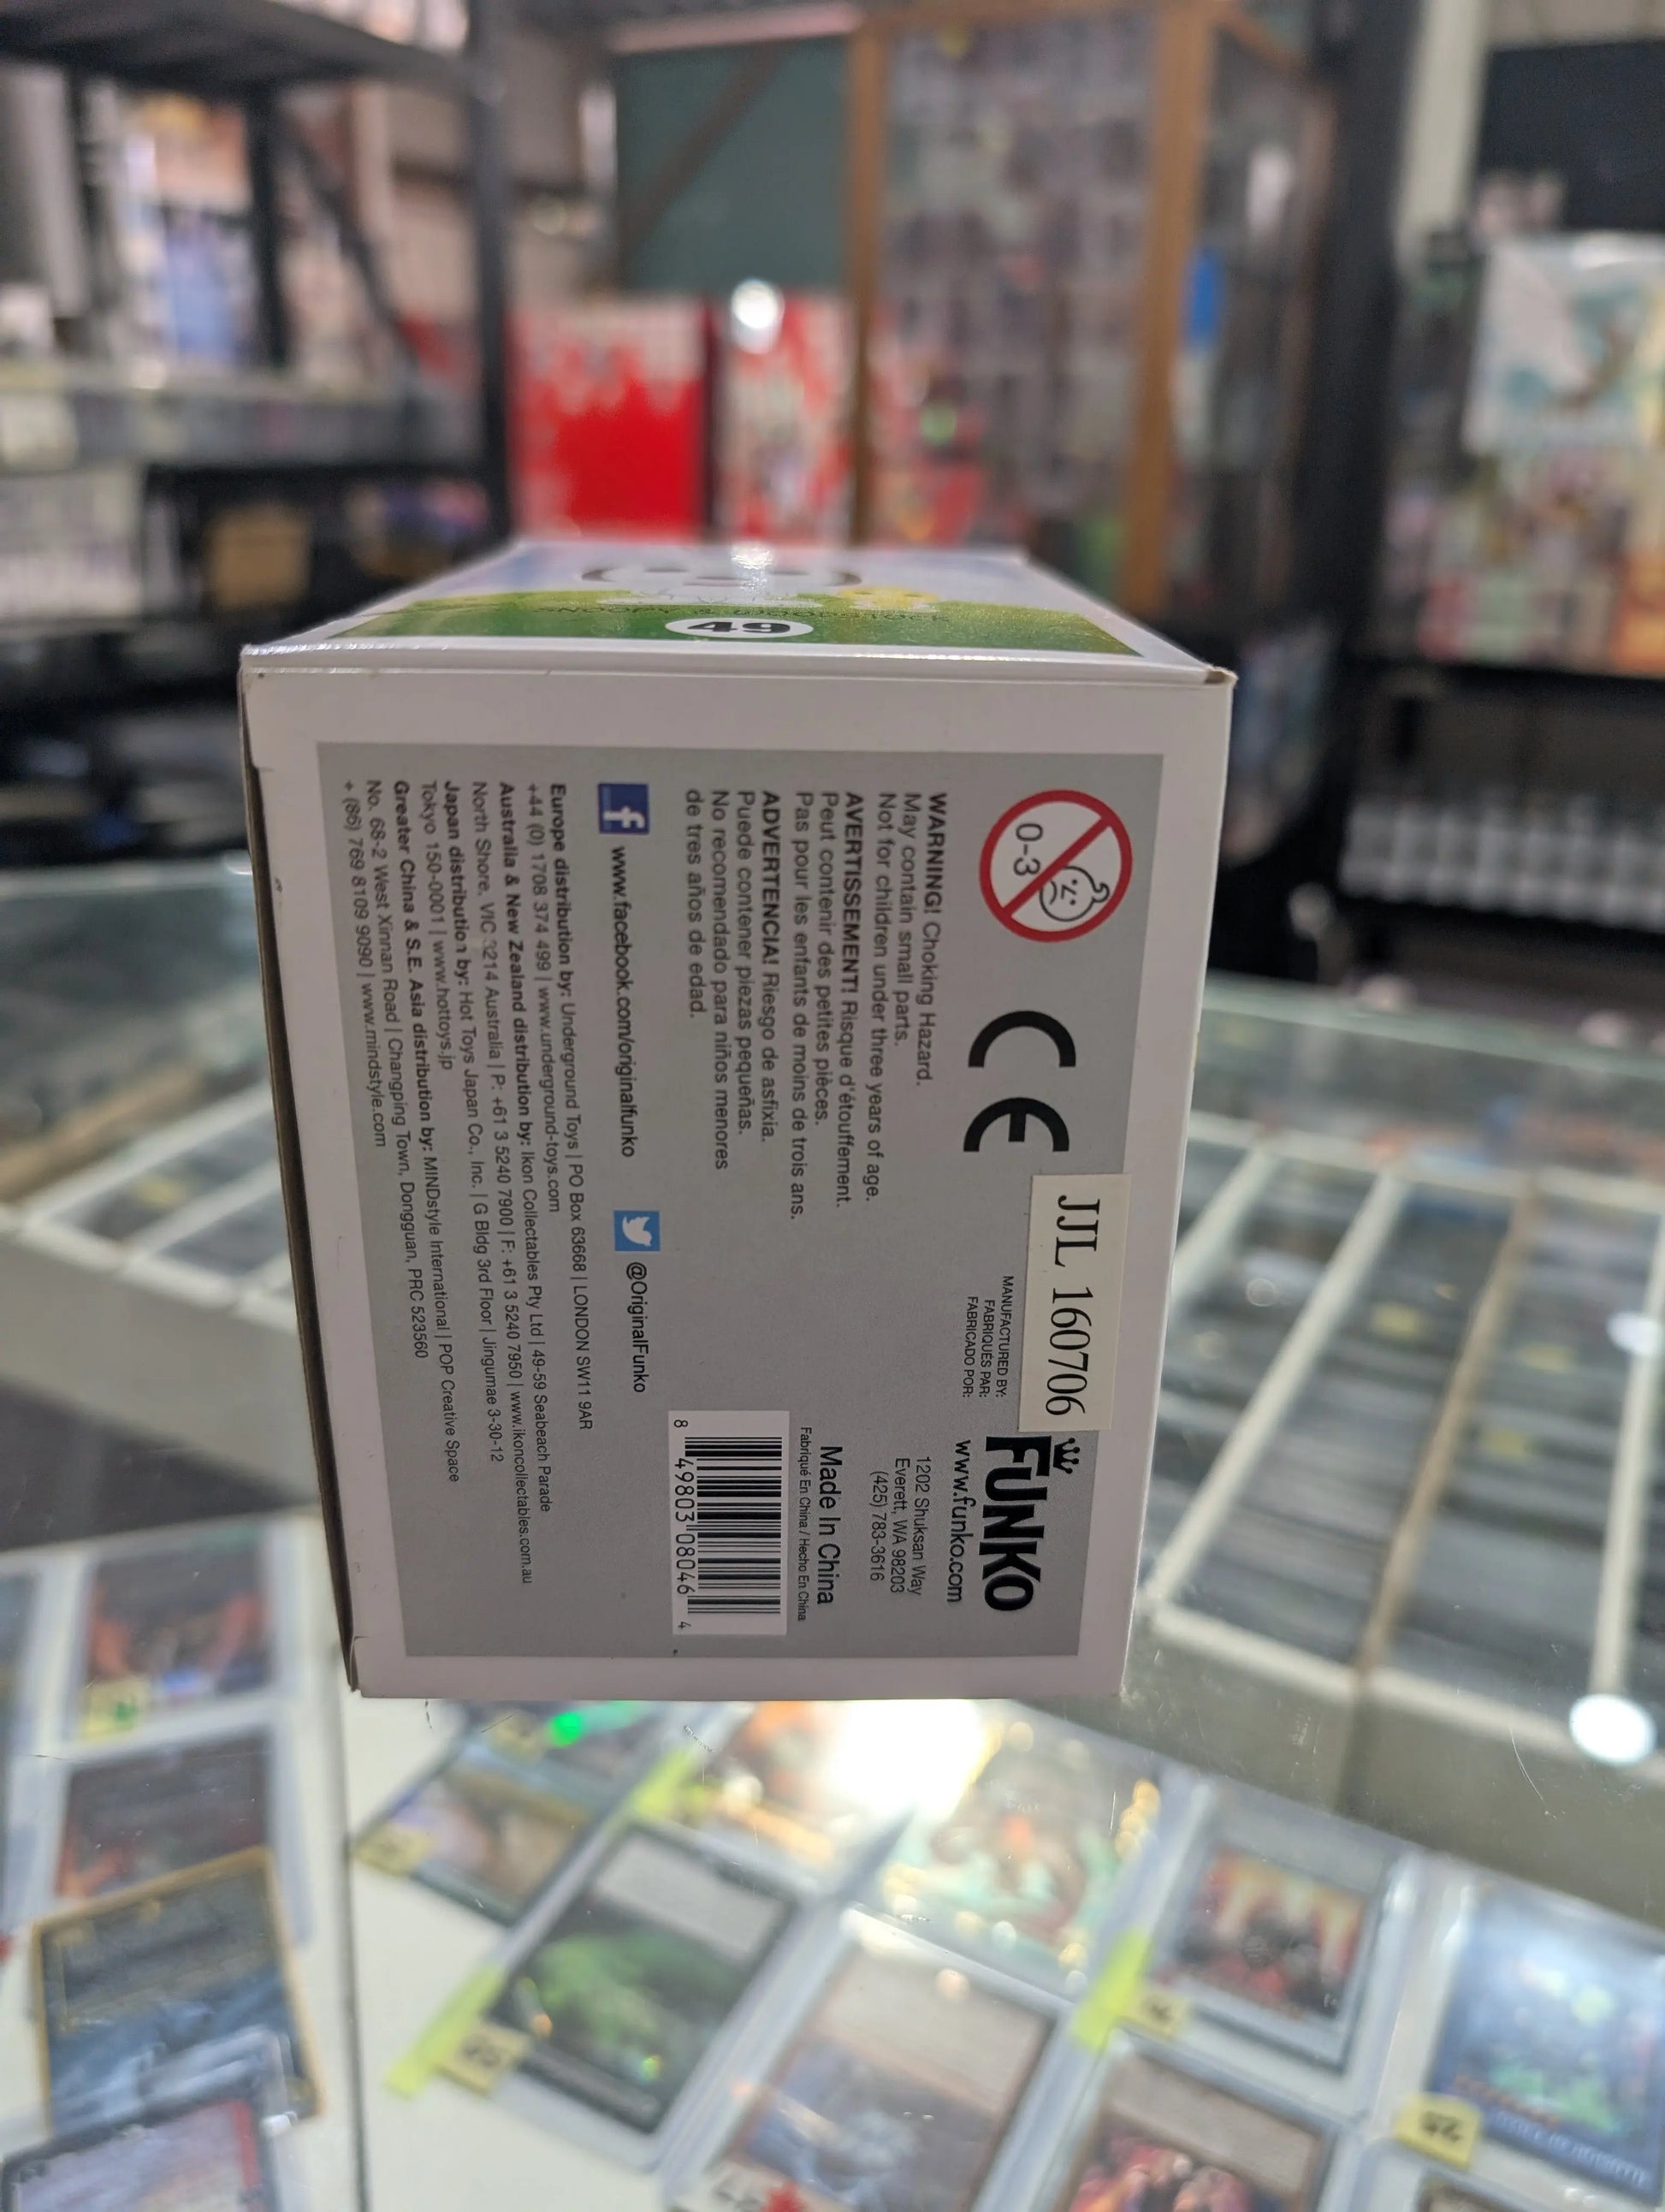 SNOOPY & WOODSTOCK
49
0-3
CE
JJL 160706
MANUFACTURED BY:
FABRIQUÉS PAR:
FABRICADO POR:
FUNKO
www.funko.com
1202 Shuksan Way
Everett, WA 98203
(425) 783-3616
WARNING! Choking Hazard.
May contain small parts.
Not for children under three years of age.
AVERTISSEMENT! Risque d'étouffement.
Peut contenir des petites pièces.
Pas pour les enfants de moins de trois ans.
ADVERTENCIA! Riesgo de asfixia.
Puede contener piezas pequeñas.
No recomendado para niños menores
de tres años de edad.
Made In China
Fabriqué En China / Hecho En China
8 49803 08046 4
f www.facebook.com/originalfunko
@OriginalFunko
Europe distribution by: Underground Toys | PO Box 63668 | LONDON SW11 9AR
+44 (0) 1708 374 499 | www.underground-toys.com
Australia & New Zealand distribution by: Ikon Collectables Pty Ltd | 49-59 Seabeach Parade
North Shore, VIC 3214 Australia | P: +61 3 5240 7900 | F: +61 3 5240 7950 | www.ikoncollectables.com.au
Japan distribution by: Hot Toys Japan Co., Inc. | G Bldg 3rd Floor | Jingumae 3-30-12
Tokyo 150-0001 | www.hottoys.jp
Greater China & S.E. Asia distribution by: MINDstyle International | POP Creative Space
No. 68-2 West Xinnan Road | Changping Town, Dongguan, PRC 523560
+ (86) 769 8109 9090 | www.mindstyle.com